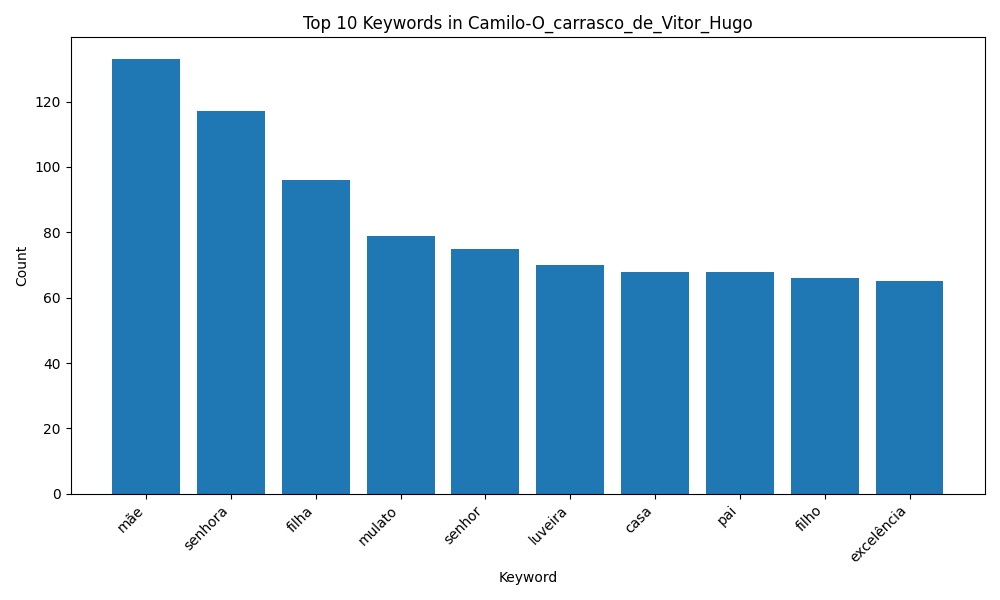 Top 10 Keywords in Camilo-O_carrasco_de_Vitor_Hugo
Count
120
100
80
60
40
20
0
mãe
senhora
filha
mulato
senhor
luveira
casa
pai
filho
excelência
Keyword